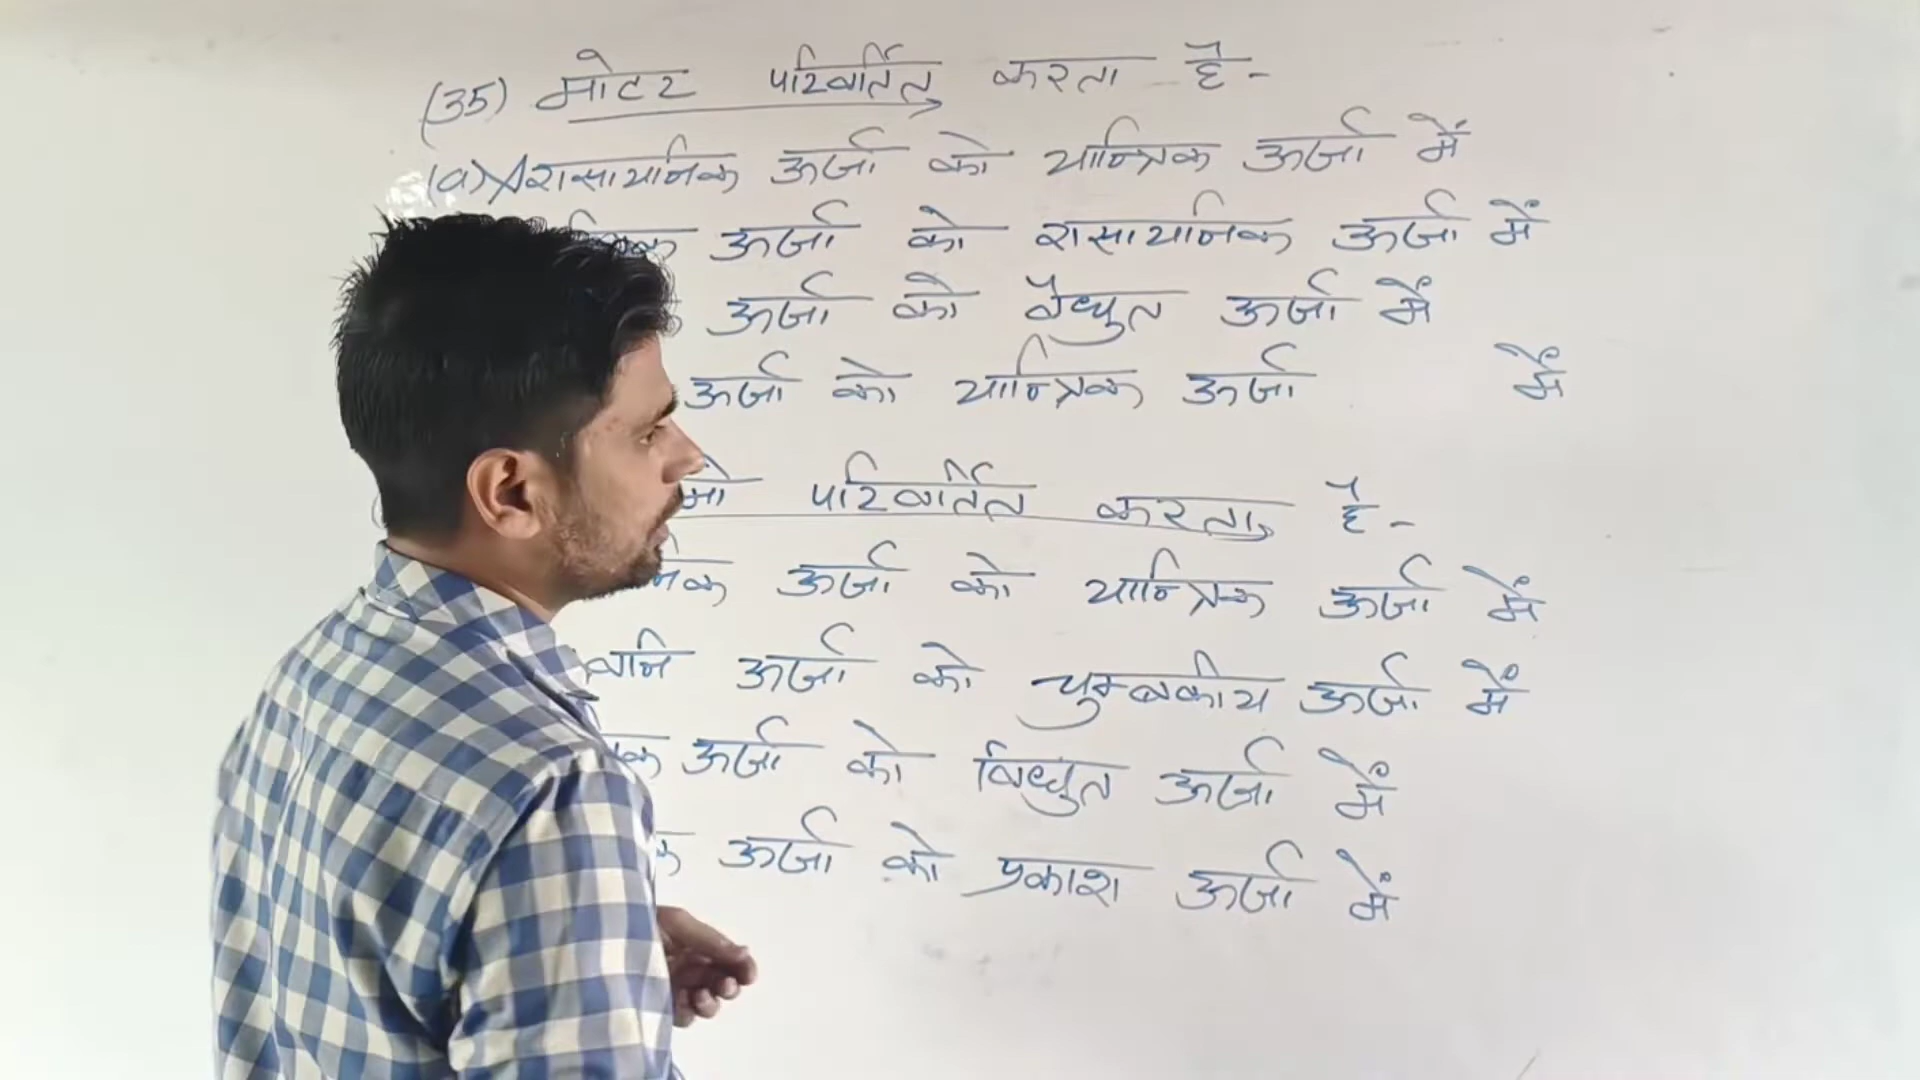 (35) मोटर परिवर्तित करता है-
(a) रासायनिक ऊर्जा को यान्त्रिक ऊर्जा में
ऊर्जा को रासायनिक ऊर्जा में
ऊर्जा को वैधुत ऊर्जा में
ऊर्जा को यान्त्रिक ऊर्जा में
परिवर्तित करता है-
ऊर्जा को यान्त्रिक ऊर्जा में
ऊर्जा को चुम्बकीय ऊर्जा में
ऊर्जा को विधुत ऊर्जा में
ऊर्जा को प्रकाश ऊर्जा में